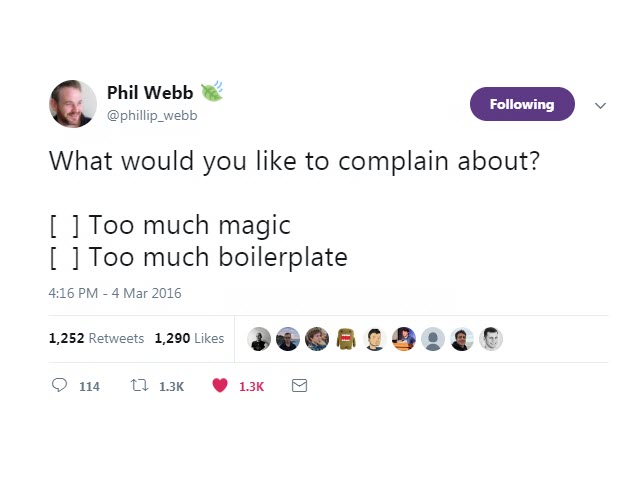 Phil Webb 🍃
@phillip_webb
Following
What would you like to complain about?
[ ] Too much magic
[ ] Too much boilerplate
4:16 PM - 4 Mar 2016
1,252 Retweets 1,290 Likes
114 1.3K 1.3K